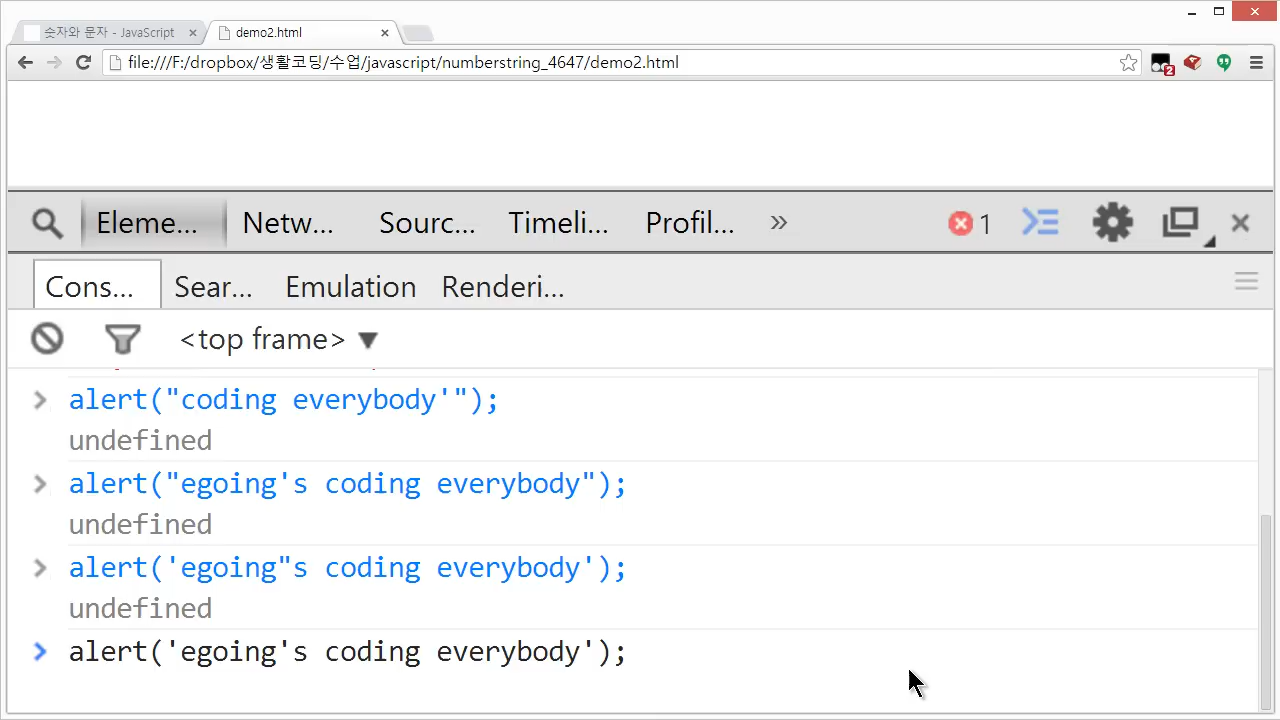 숫자와 문자 - JavaScript
demo2.html
file:///F:/dropbox/생활코딩/수업/javascript/numberstring_4647/demo2.html
2
Eleme... Netw... Sourc... Timeli... Profil... » 1
Cons... Sear... Emulation Renderi...
<top frame>
> alert("coding everybody'");
undefined
> alert("egoing's coding everybody");
undefined
> alert('egoing"s coding everybody');
undefined
> alert('egoing's coding everybody');